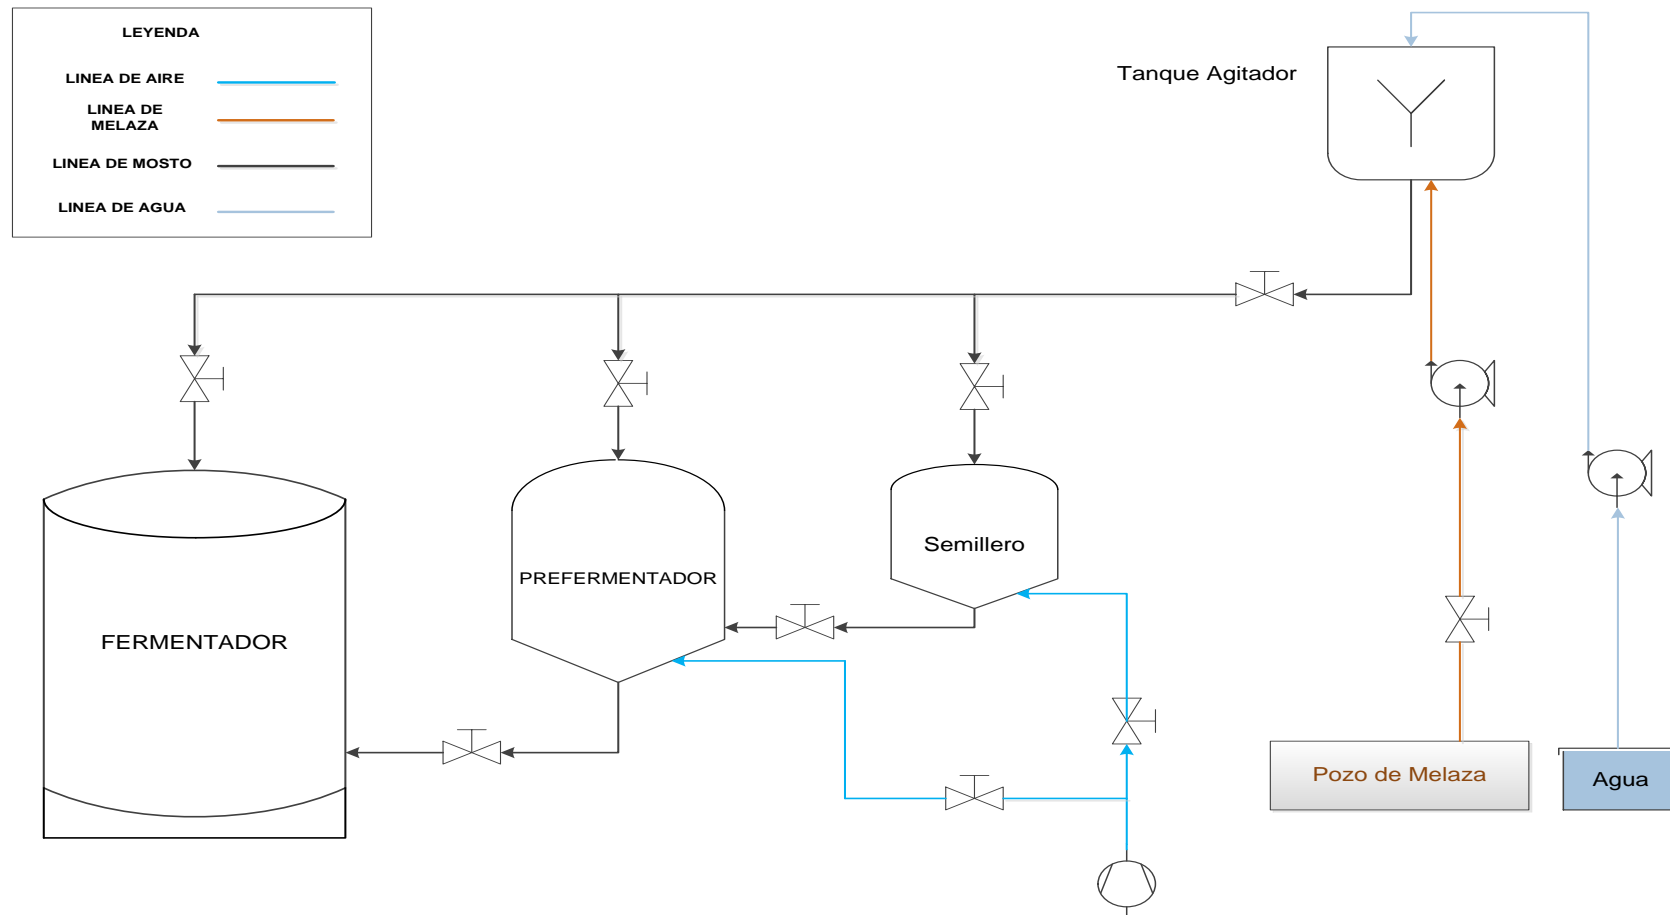 LEYENDA
LINEA DE AIRE
LINEA DE
MELAZA
LINEA DE MOSTO
LINEA DE AGUA
Tanque Agitador
Semillero
PREFERMENTADOR
FERMENTADOR
Pozo de Melaza
Agua